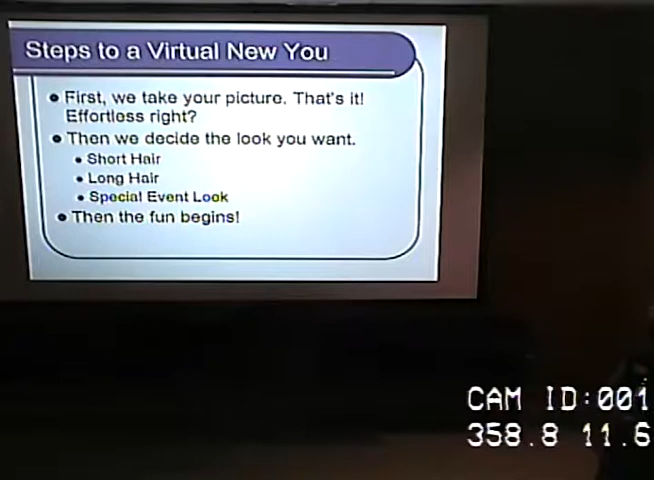 Steps to a Virtual New You
• First, we take your picture. That's it!
Effortless right?
• Then we decide the look you want.
• Short Hair
• Long Hair
• Special Event Look
• Then the fun begins!
CAM ID:001
358.8 11.6